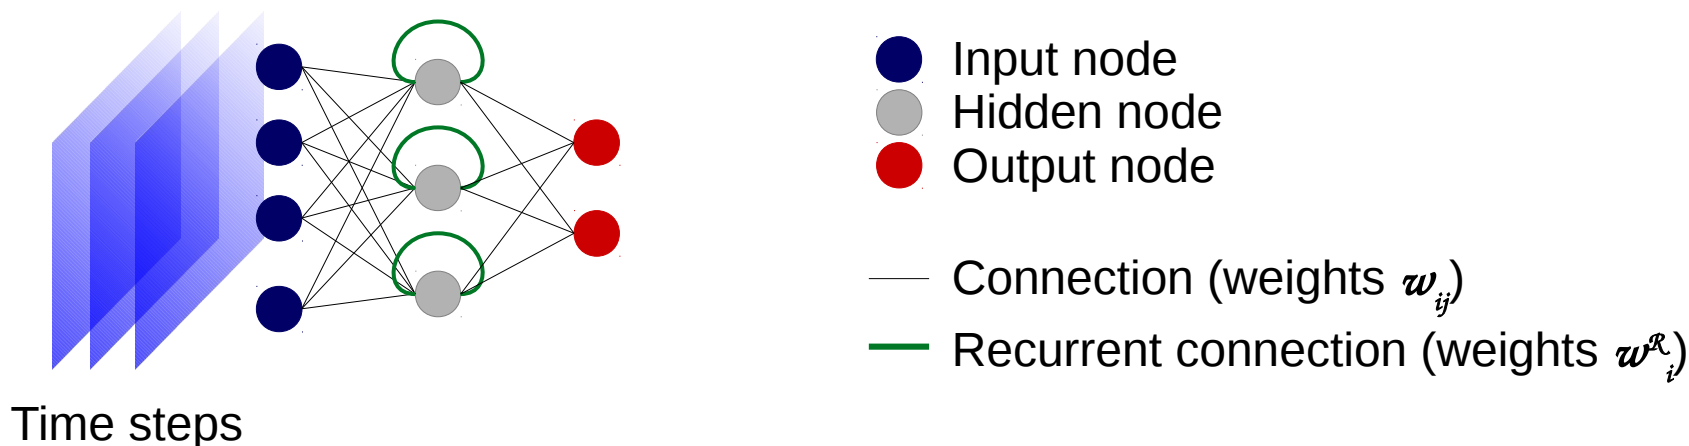 Input node
Hidden node
Output node
Connection (weights w_ij)
Recurrent connection (weights w^R_i)
Time steps